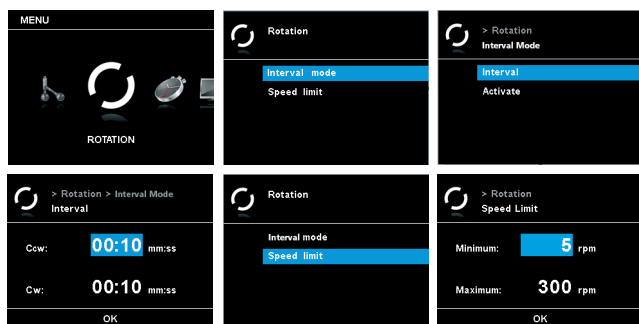 MENU
ROTATION
Rotation
Interval mode
Speed limit
> Rotation
Interval Mode
Interval
Activate
> Rotation > Interval Mode
Interval
Ccw: 00:10 mm:ss
Cw: 00:10 mm:ss
OK
Rotation
Interval mode
Speed limit
> Rotation
Speed Limit
Minimum: 5 rpm
Maximum: 300 rpm
OK